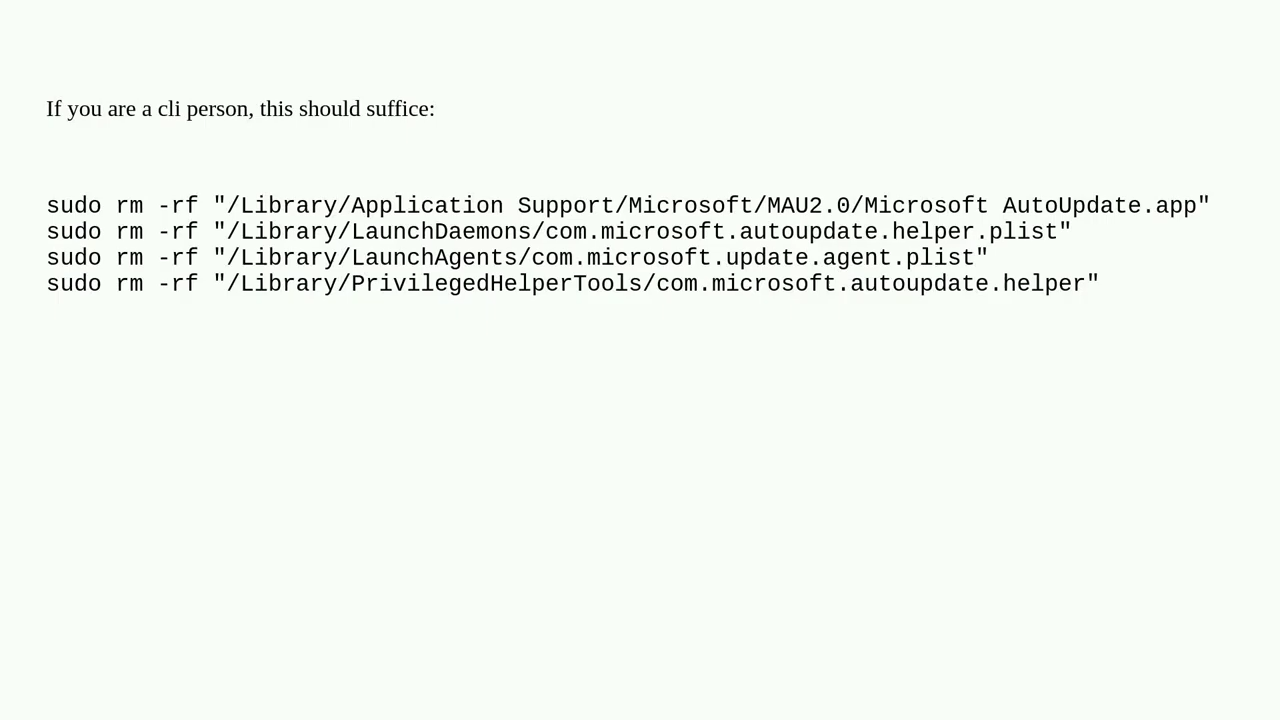 If you are a cli person, this should suffice:
sudo rm -rf "/Library/Application Support/Microsoft/MAU2.0/Microsoft AutoUpdate.app"
sudo rm -rf "/Library/LaunchDaemons/com.microsoft.autoupdate.helper.plist"
sudo rm -rf "/Library/LaunchAgents/com.microsoft.update.agent.plist"
sudo rm -rf "/Library/PrivilegedHelperTools/com.microsoft.autoupdate.helper"